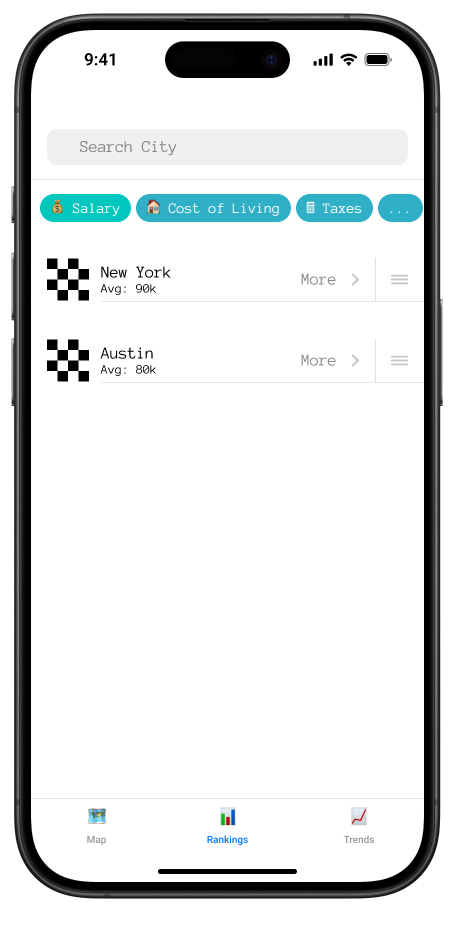 9:41
Search City
Salary Cost of Living Taxes ...
New York More
Avg: 90k
Austin More
Avg: 80k
Map Rankings Trends